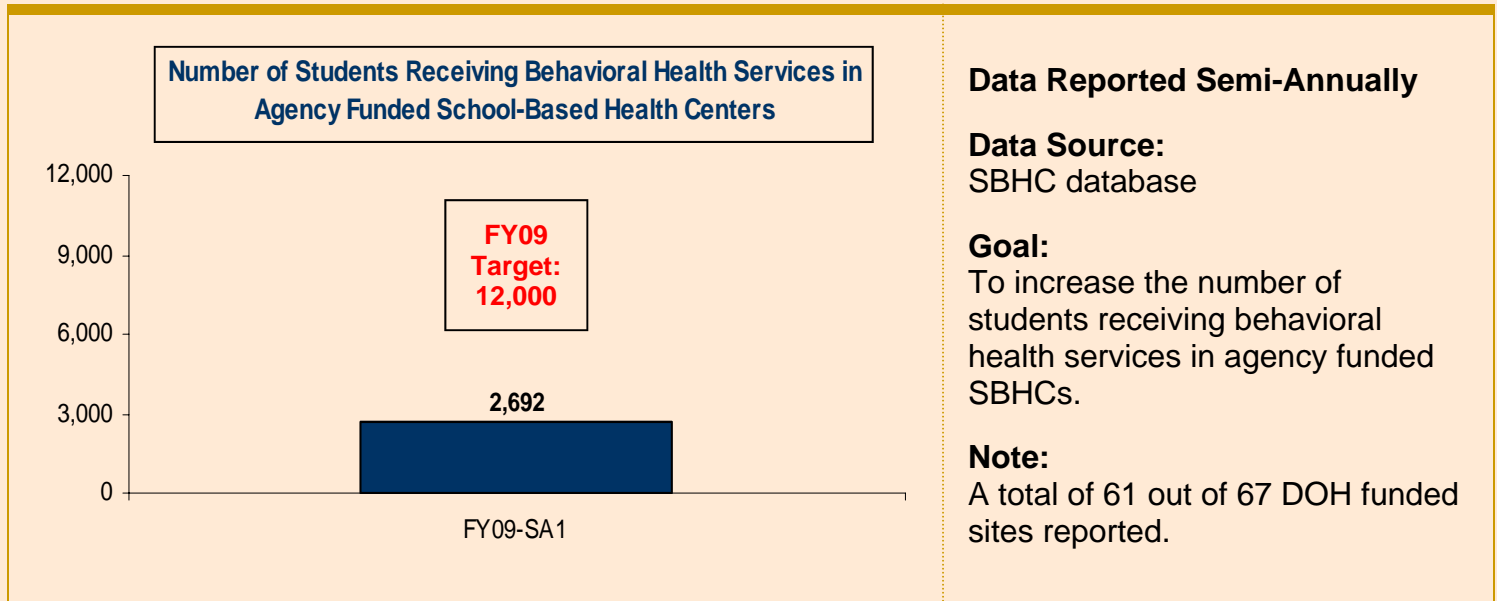 Number of Students Receiving Behavioral Health Services in
Agency Funded School-Based Health Centers
12,000
9,000
6,000
3,000
0
FY09
Target:
12,000
2,692
FY09-SA1
Data Reported Semi-Annually
Data Source:
SBHC database
Goal:
To increase the number of
students receiving behavioral
health services in agency funded
SBHCs.
Note:
A total of 61 out of 67 DOH funded
sites reported.